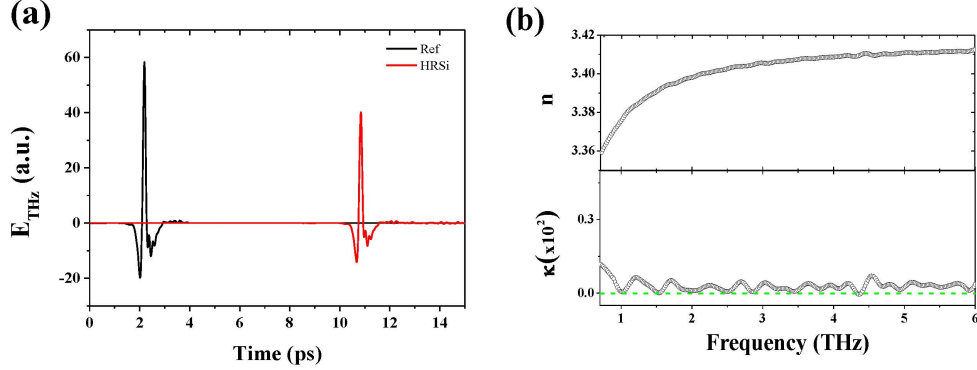 (a)
60
40
20
0
-20
E_THz (a.u.)
Ref
HRSi
0 2 4 6 8 10 12 14
Time (ps)
(b)
3.42
3.40
3.38
3.36
n
0.3
0.0
κ(x10²)
1 2 3 4 5 6
Frequency (THz)